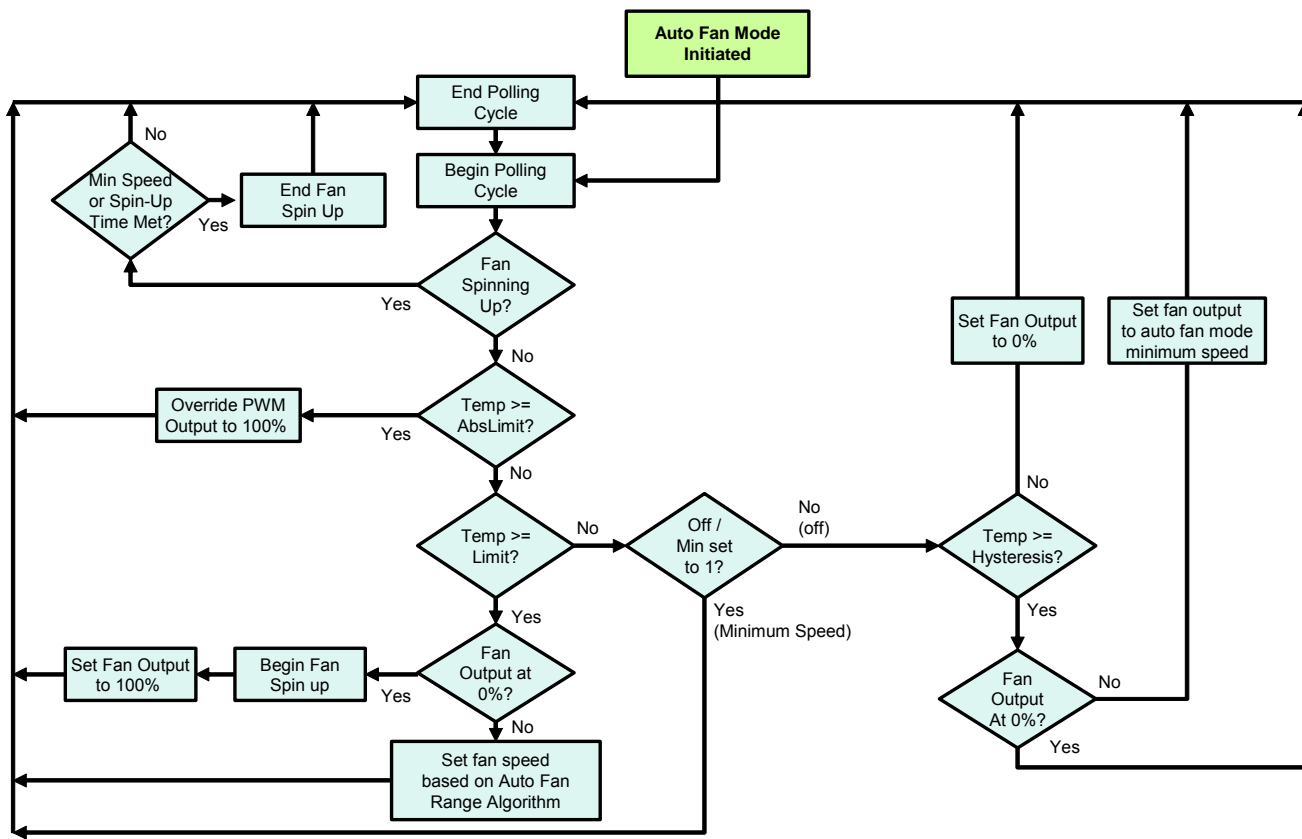 Auto Fan Mode
Initiated
End Polling
Cycle
Begin Polling
Cycle
No
Min Speed
or Spin-Up
Time Met?
Yes
End Fan
Spin Up
Fan
Spinning
Up?
Yes
No
Set Fan Output
to 0%
Set fan output
to auto fan mode
minimum speed
Override PWM
Output to 100%
Temp >=
AbsLimit?
Yes
No
Temp >=
Limit?
No
Yes
Off /
Min set
to 1?
No
(off)
Yes
(Minimum Speed)
No
Temp >=
Hysteresis?
Yes
Set Fan Output
to 100%
Begin Fan
Spin up
Yes
Fan
Output at
0%?
No
Fan
Output
At 0%?
No
Yes
Set fan speed
based on Auto Fan
Range Algorithm